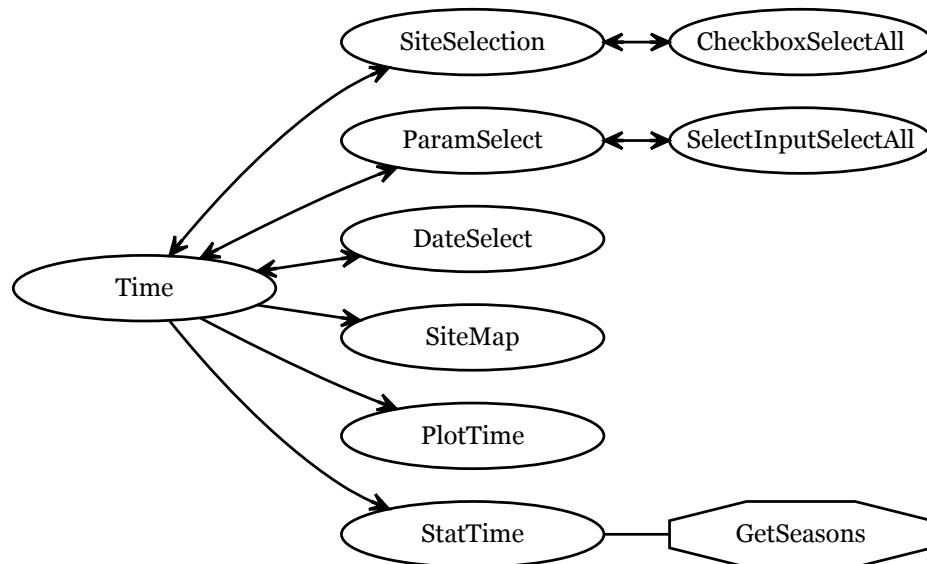 SiteSelection
CheckboxSelectAll
ParamSelect
SelectInputSelectAll
DateSelect
Time
SiteMap
PlotTime
StatTime
GetSeasons